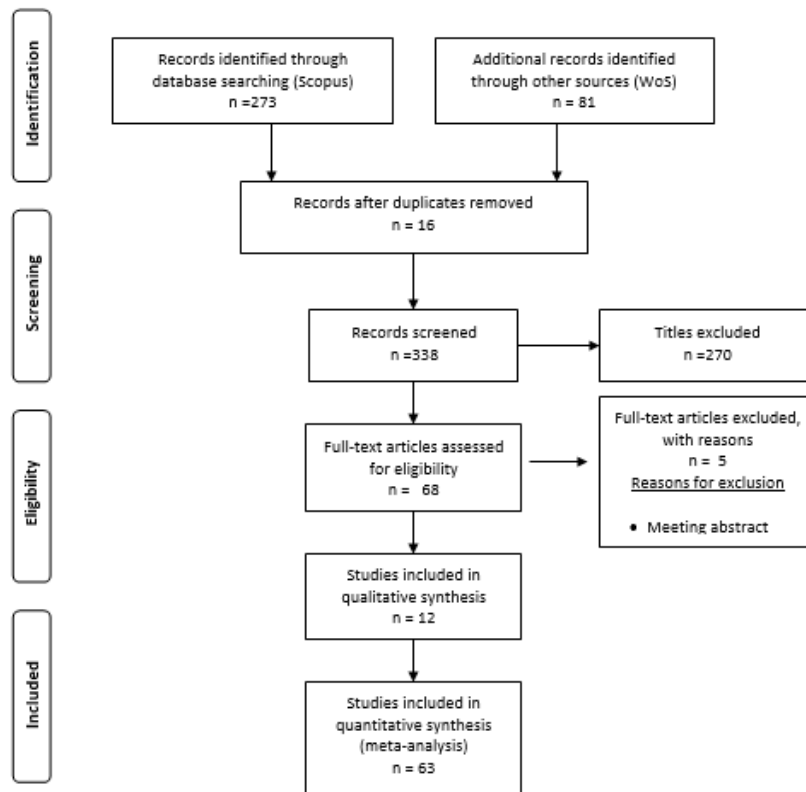 Identification
Records identified through
database searching (Scopus)
n =273
Additional records identified
through other sources (WoS)
n = 81
Records after duplicates removed
n = 16
Screening
Records screened
n =338
Titles excluded
n =270
Eligibility
Full-text articles assessed
for eligibility
n = 68
Full-text articles excluded,
with reasons
n = 5
Reasons for exclusion
• Meeting abstract
Studies included in
qualitative synthesis
n = 12
Included
Studies included in
quantitative synthesis
(meta-analysis)
n = 63